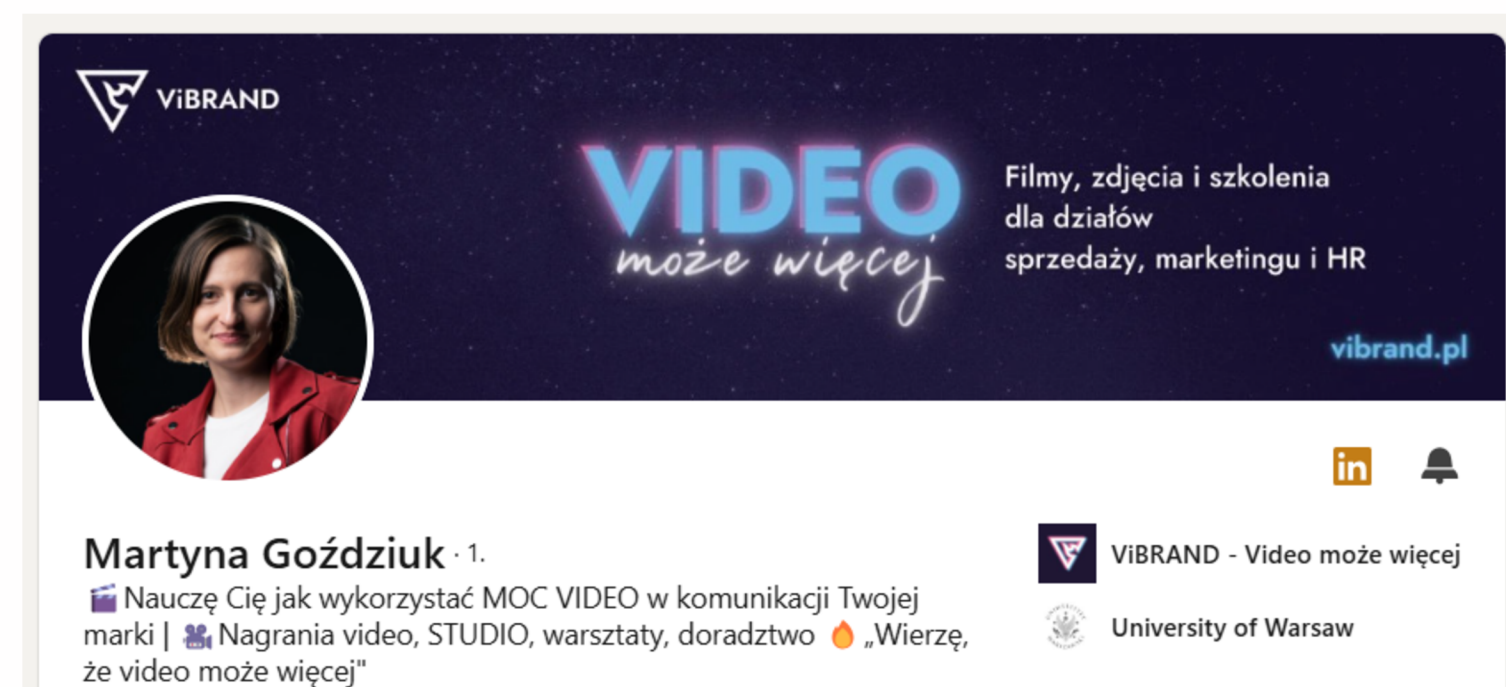 ViBRAND
VIDEO
może więcej
Filmy, zdjęcia i szkolenia
dla działów
sprzedaży, marketingu i HR
vibrand.pl
in
Martyna Goździuk · 1.
🎬 Nauczę Cię jak wykorzystać MOC VIDEO w komunikacji Twojej
marki | 🎥 Nagrania video, STUDIO, warsztaty, doradztwo 🔥 „Wierzę,
że video może więcej"
ViBRAND - Video może więcej
University of Warsaw